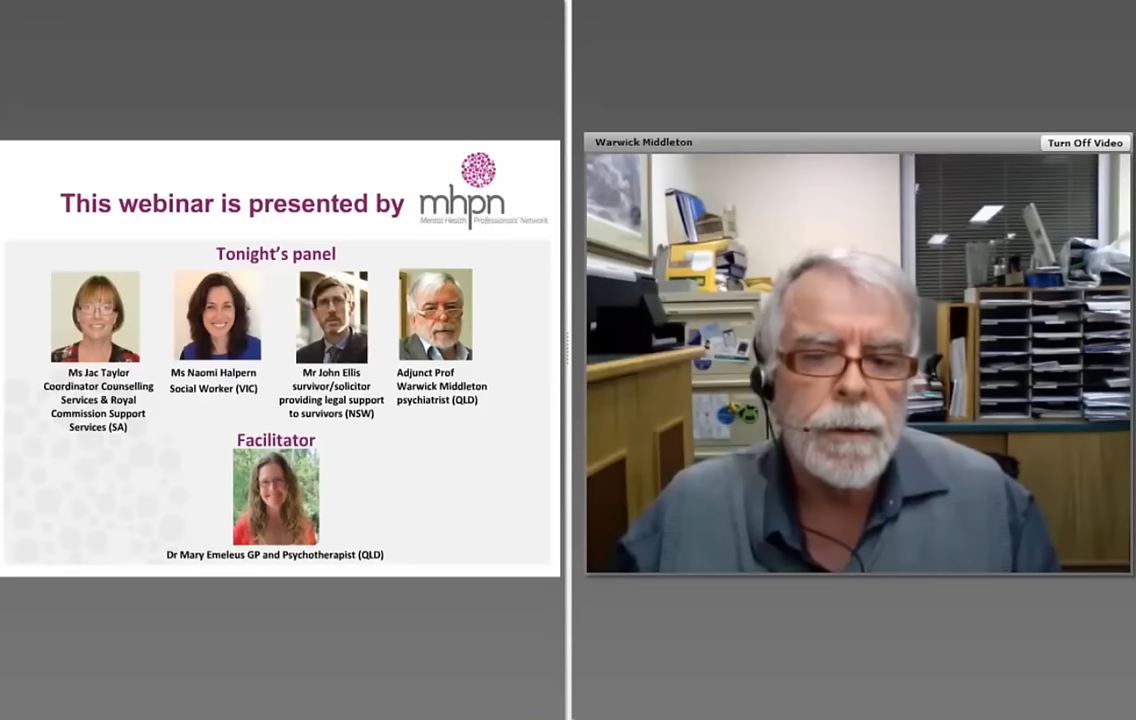 This webinar is presented by
mhpn
Mental Health Professionals' Network
Tonight's panel
Ms Jac Taylor
Coordinator Counselling
Services & Royal
Commission Support
Services (SA)
Ms Naomi Halpern
Social Worker (VIC)
Mr John Ellis
survivor/solicitor
providing legal support
to survivors (NSW)
Adjunct Prof
Warwick Middleton
psychiatrist (QLD)
Facilitator
Dr Mary Emeleus GP and Psychotherapist (QLD)
Warwick Middleton
Turn Off Video